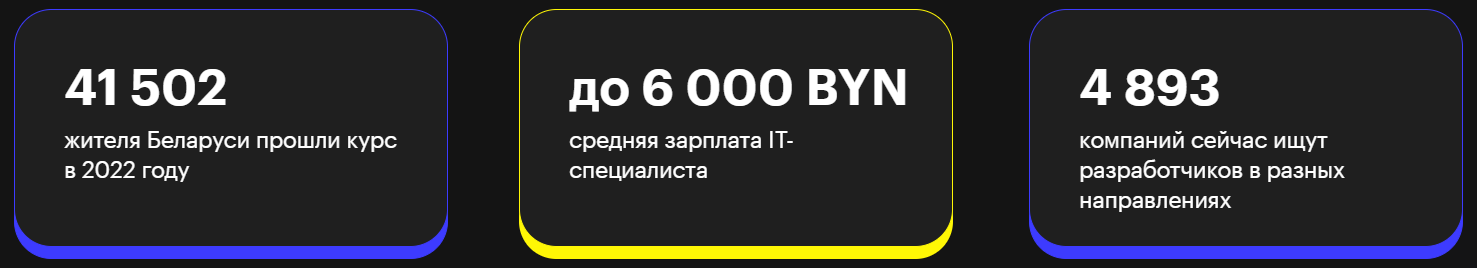 41 502
жителя Беларуси прошли курс
в 2022 году
до 6 000 BYN
средняя зарплата IT-
специалиста
4 893
компаний сейчас ищут
разработчиков в разных
направлениях